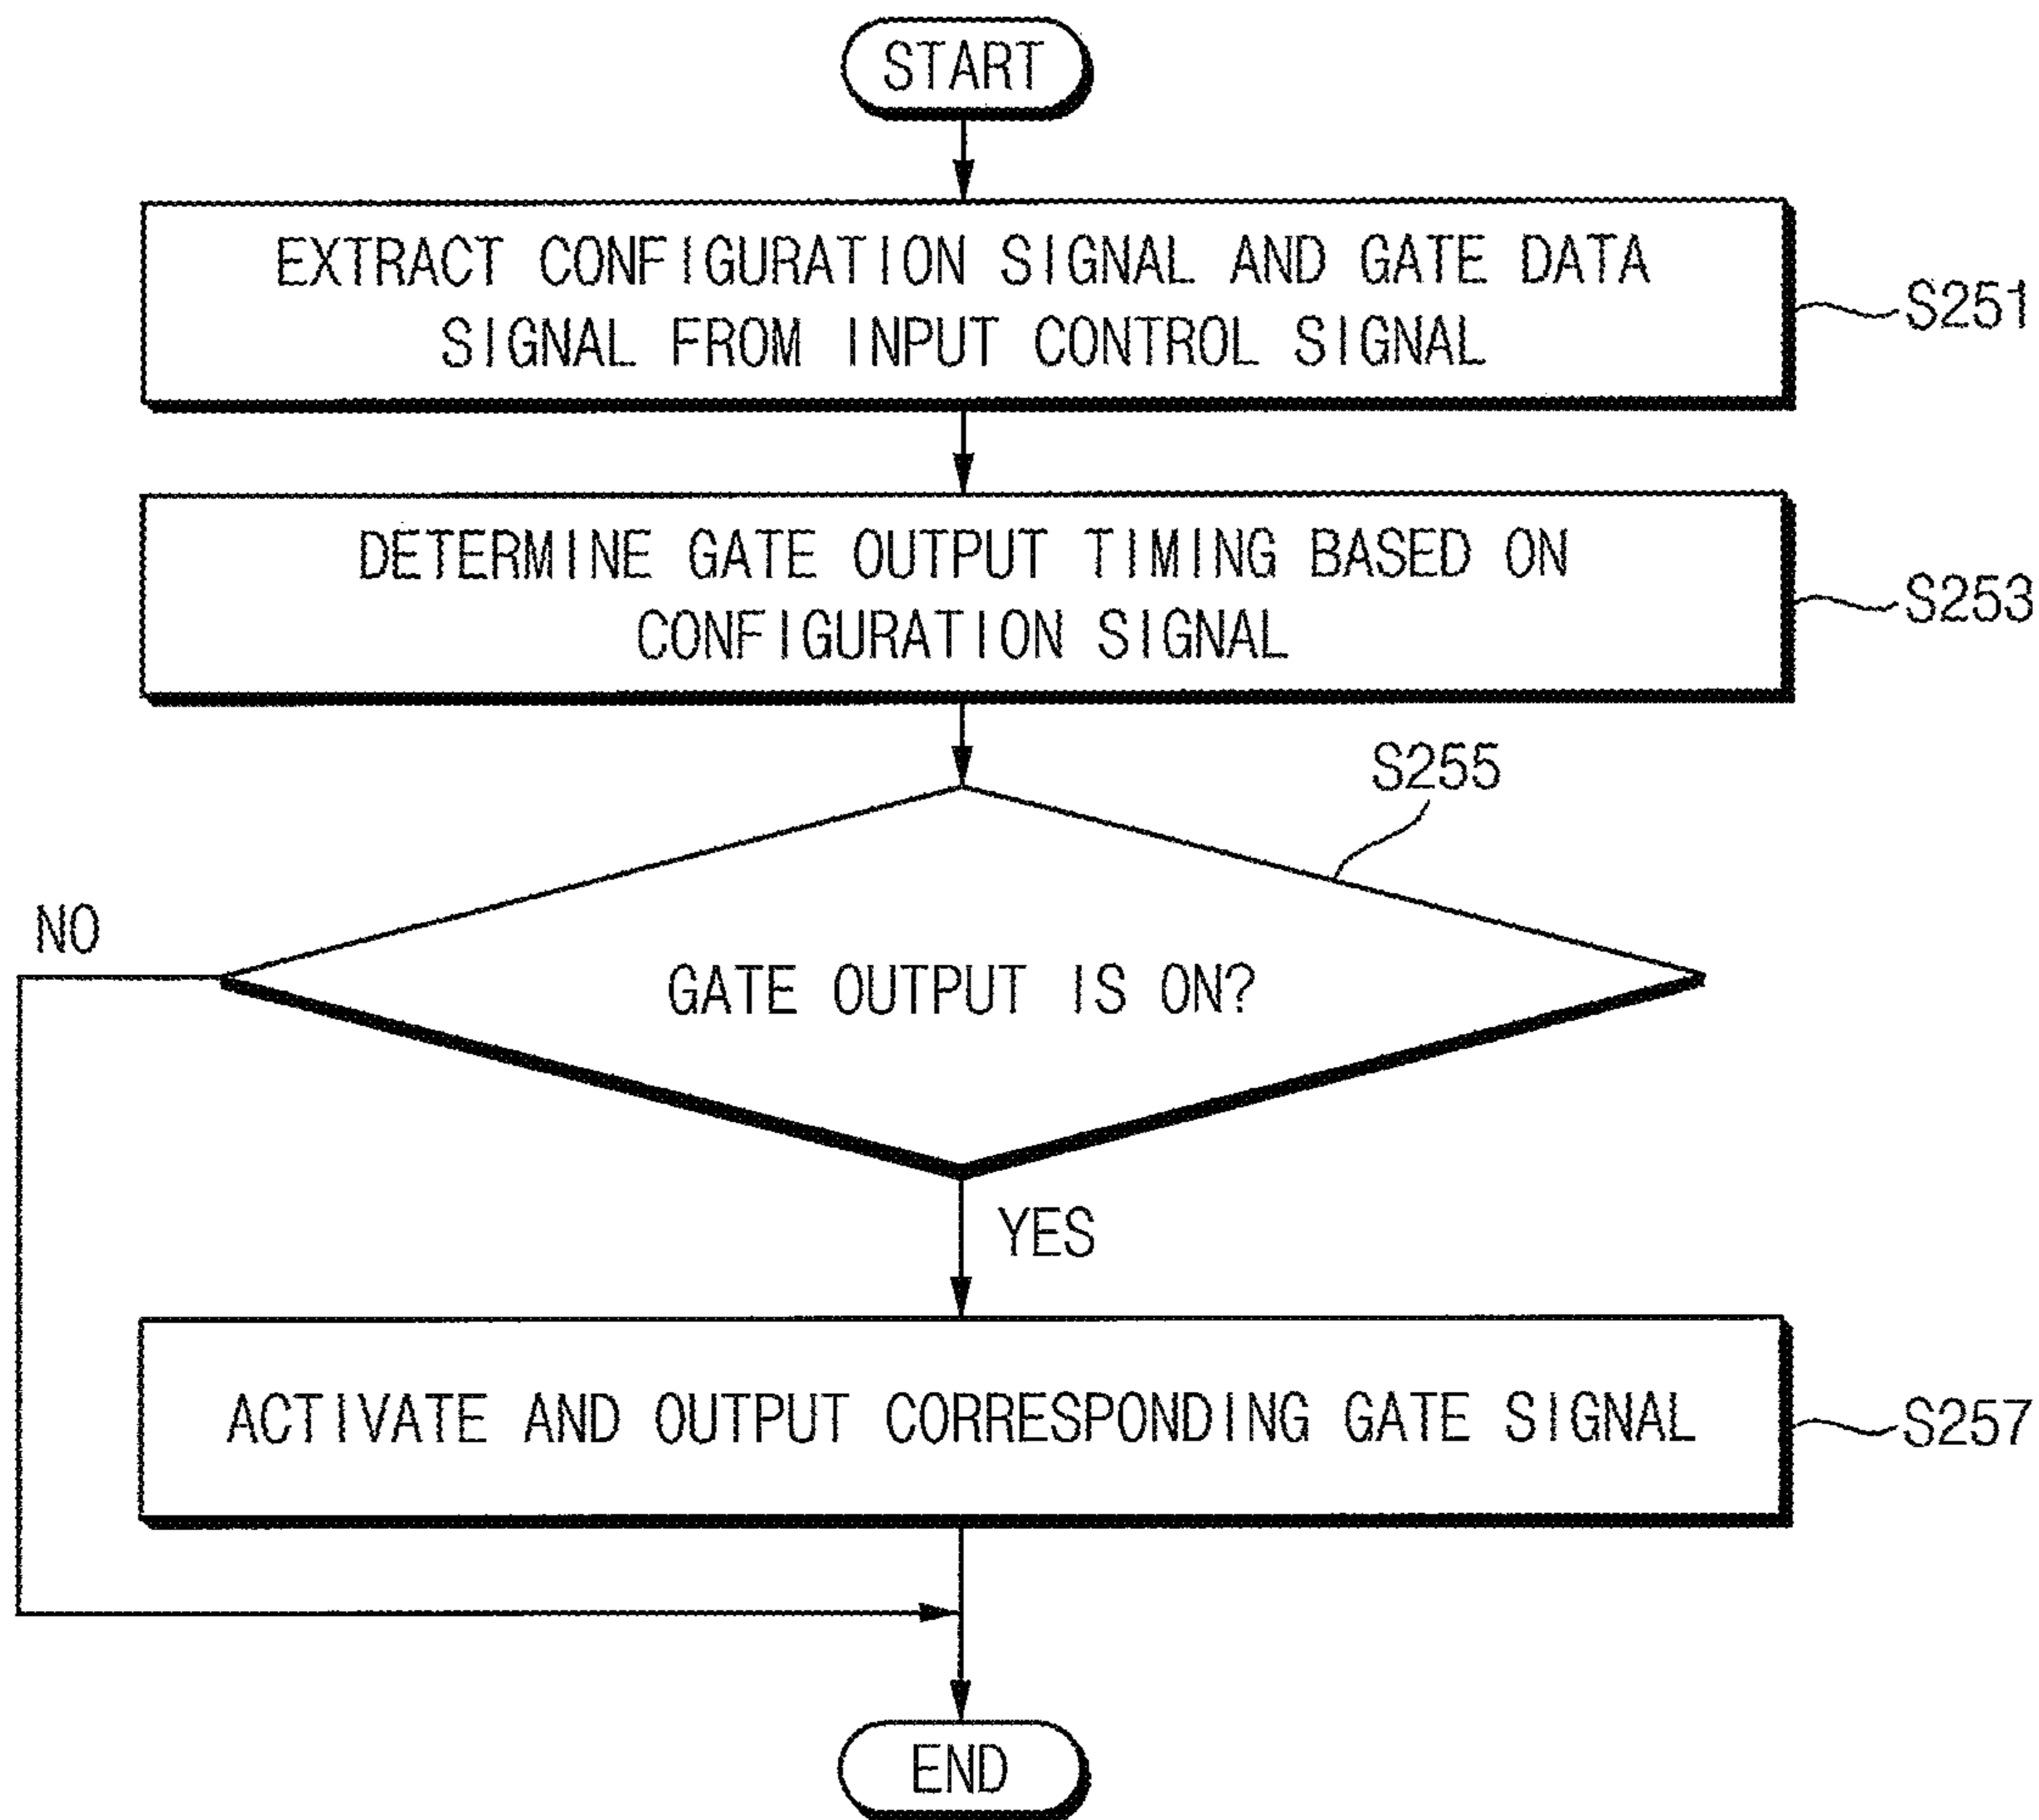 START
EXTRACT CONFIGURATION SIGNAL AND GATE DATA
SIGNAL FROM INPUT CONTROL SIGNAL
S251
DETERMINE GATE OUTPUT TIMING BASED ON
CONFIGURATION SIGNAL
S253
S255
NO
GATE OUTPUT IS ON?
YES
ACTIVATE AND OUTPUT CORRESPONDING GATE SIGNAL
S257
END